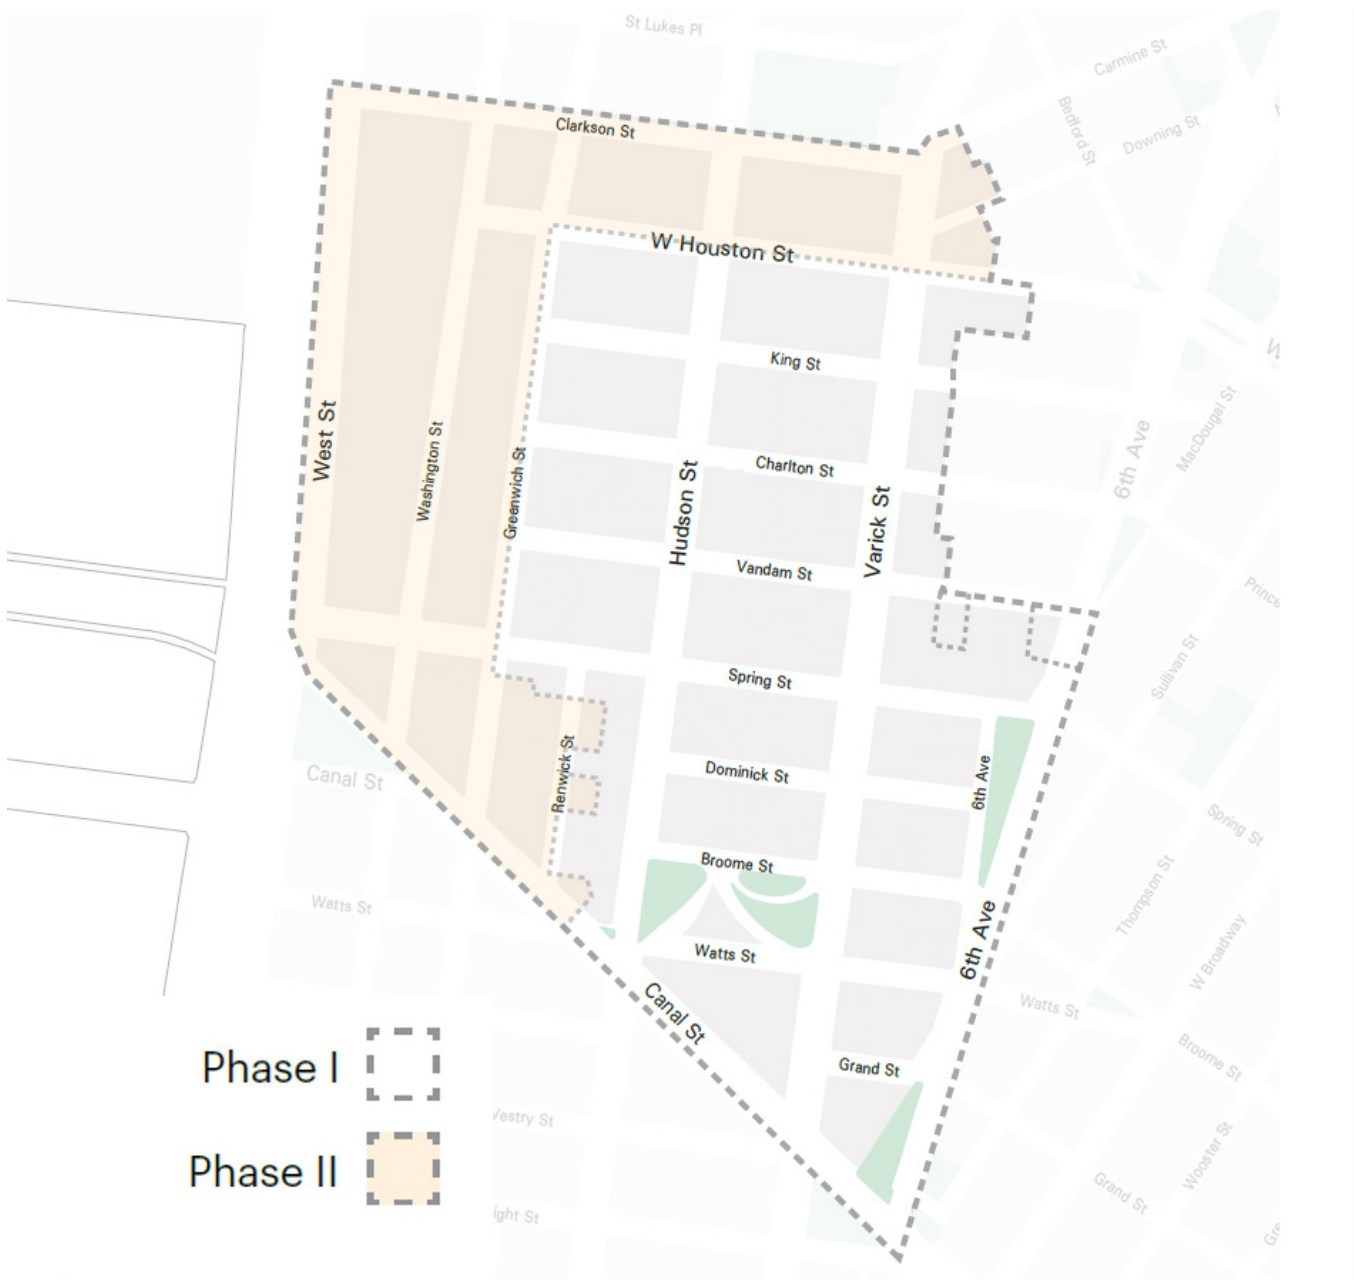 St Lukes Pl
Carmine St
Bedford St
Downing St
Clarkson St
W Houston St
King St
West St
Washington St
Greenwich St
Charlton St
Hudson St
Varick St
6th Ave
MacDougal St
Vandam St
Prince
Sullivan St
Spring St
Renwick St
Dominick St
6th Ave
Canal St
Spring St
Broome St
Thompson St
Watts St
6th Ave
W Broadway
Watts St
Canal St
Watts St
Broome St
Grand St
Phase I
Phase II
Vestry St
Wooster St
Grand St
ight St
W
Gr